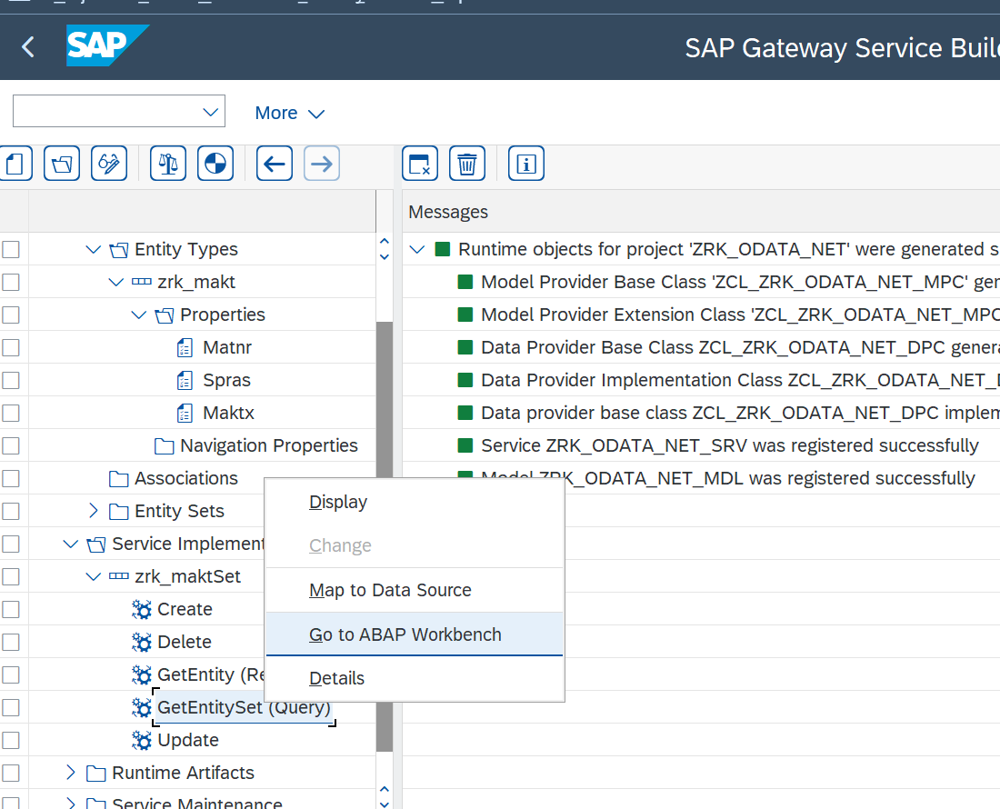 SAP
SAP Gateway Service Buil
More
Messages
Entity Types
Runtime objects for project 'ZRK_ODATA_NET' were generated s
zrk_makt
Model Provider Base Class 'ZCL_ZRK_ODATA_NET_MPC' ger
Properties
Model Provider Extension Class 'ZCL_ZRK_ODATA_NET_MPC
Matnr
Data Provider Base Class ZCL_ZRK_ODATA_NET_DPC genera
Spras
Data Provider Implementation Class ZCL_ZRK_ODATA_NET_D
Maktx
Data provider base class ZCL_ZRK_ODATA_NET_DPC implem
Navigation Properties
Service ZRK_ODATA_NET_SRV was registered successfully
Associations
Model ZRK_ODATA_NET_MDL was registered successfully
Display
Entity Sets
Service Implement
Change
zrk_maktSet
Map to Data Source
Create
Go to ABAP Workbench
Delete
GetEntity (Re
Details
GetEntitySet (Query)
Update
Runtime Artifacts
Service Maintenance